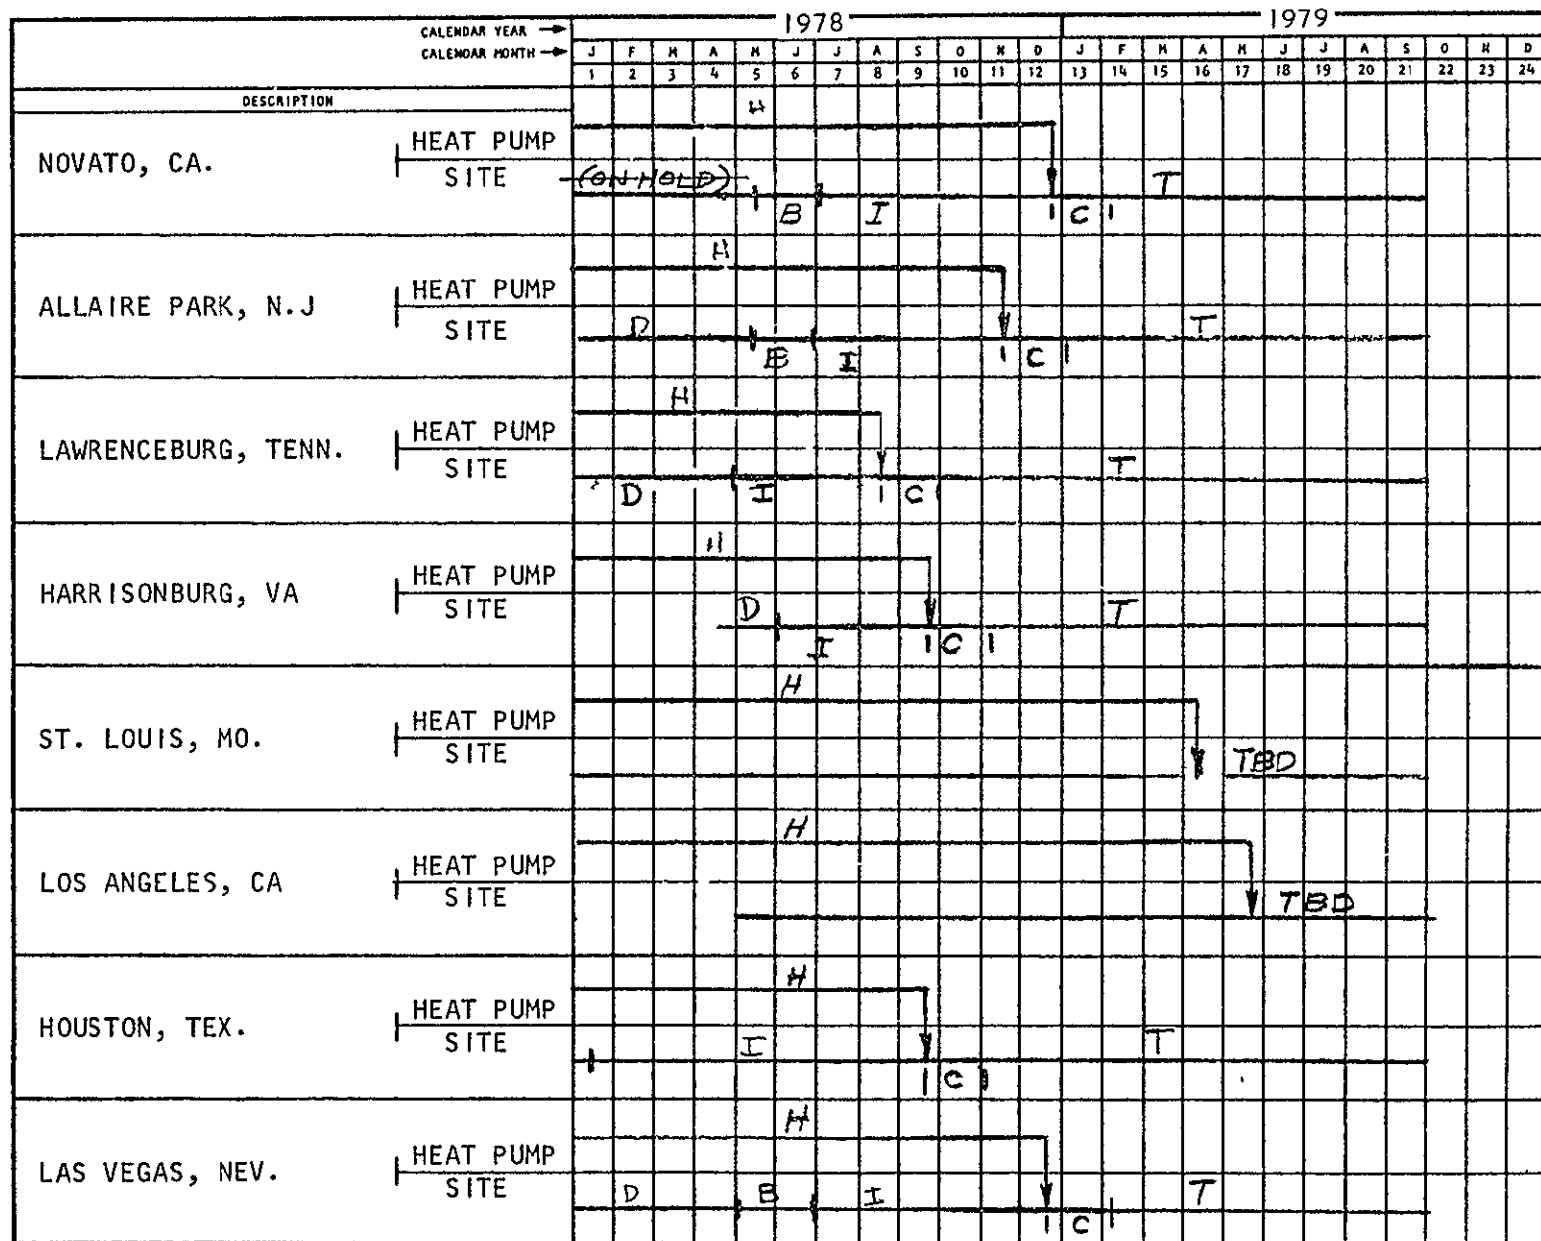 CALENDAR YEAR → 1978 1979
CALENDAR MONTH → J F M A M J J A S O N D J F M A M J J A S O N D
1 2 3 4 5 6 7 8 9 10 11 12 13 14 15 16 17 18 19 20 21 22 23 24
DESCRIPTION
H
NOVATO, CA. HEAT PUMP
SITE (ON HOLD) T
B I C
H
ALLAIRE PARK, N.J HEAT PUMP
SITE D T
B I C
H
LAWRENCEBURG, TENN. HEAT PUMP
SITE T
D I C
H
HARRISONBURG, VA HEAT PUMP
SITE D T
I C
H
ST. LOUIS, MO. HEAT PUMP
SITE TBD
H
LOS ANGELES, CA HEAT PUMP
SITE TBD
H
HOUSTON, TEX. HEAT PUMP
SITE I T
C
H
LAS VEGAS, NEV. HEAT PUMP
SITE D B I T
C